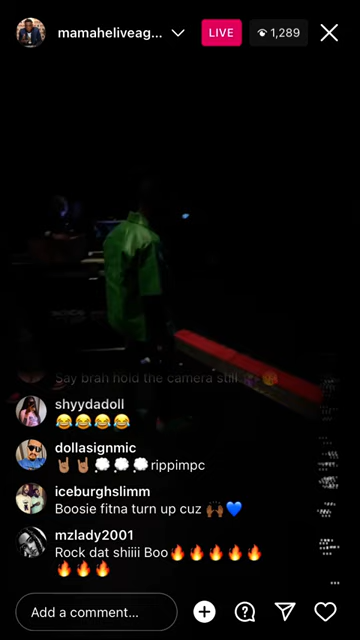 mamaheliveag...
LIVE
1,289
Say brah hold the camera still
shyydadoll
dollasignmic
rippimpc
iceburghslimm
Boosie fitna turn up cuz
mzlady2001
Rock dat shiiii Boo
Add a comment...